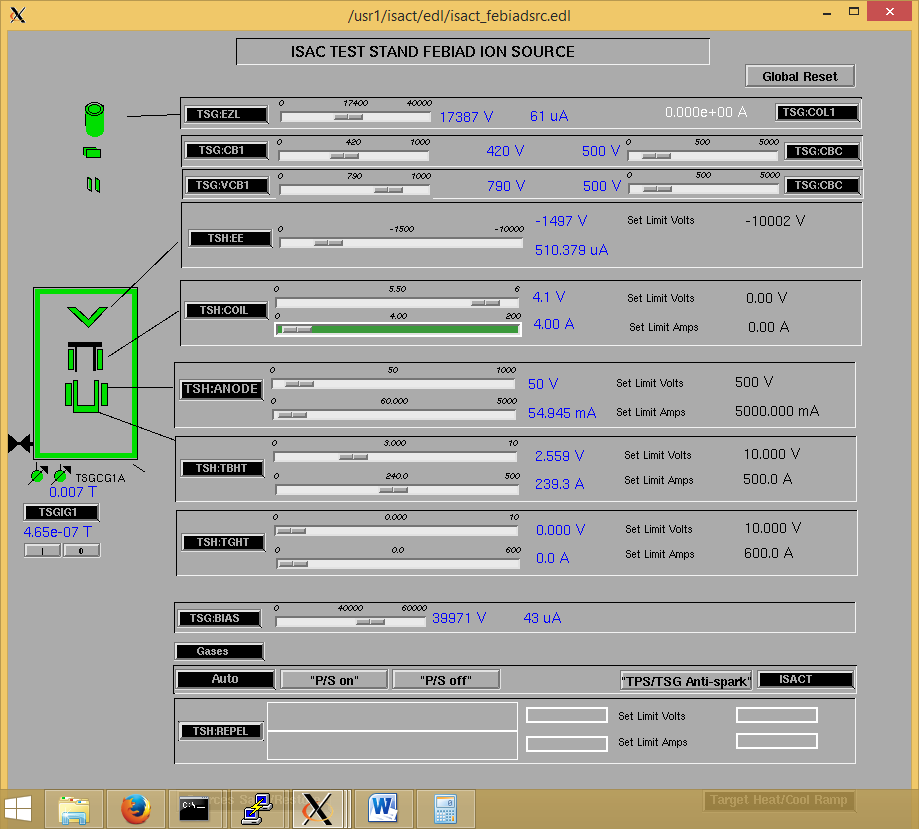 /usr1/isact/edl/isact_febiadsrc.edl
ISAC TEST STAND FEBIAD ION SOURCE
Global Reset
TSG:EZL 0 17400 40000 17387 V 61 uA 0.000e+00 A TSG:COL1
TSG:CB1 0 420 1000 420 V 500 V 0 500 5000 TSG:CBC
TSG:VCB1 0 790 1000 790 V 500 V 0 500 5000 TSG:CBC
TSH:EE 0 -1500 -10000 -1497 V Set Limit Volts -10002 V
510.379 uA
TSH:COIL 0 5.50 6 4.1 V Set Limit Volts 0.00 V
0 4.00 200 4.00 A Set Limit Amps 0.00 A
TSH:ANODE 0 50 1000 50 V Set Limit Volts 500 V
0 60.000 5000 54.945 mA Set Limit Amps 5000.000 mA
TSH:TBHT 0 3.000 10 2.559 V Set Limit Volts 10.000 V
0 240.0 500 239.3 A Set Limit Amps 500.0 A
TSGCG1A
0.007 T
TSGIG1
4.65e-07 T
I 0
TSH:TGHT 0 0.000 10 0.000 V Set Limit Volts 10.000 V
0 0.0 600 0.0 A Set Limit Amps 600.0 A
TSG:BIAS 0 40000 60000 39971 V 43 uA
Gases
Auto "P/S on" "P/S off" "TPS/TSG Anti-spark" ISACT
TSH:REPEL Set Limit Volts
Set Limit Amps
Target Heat/Cool Ramp